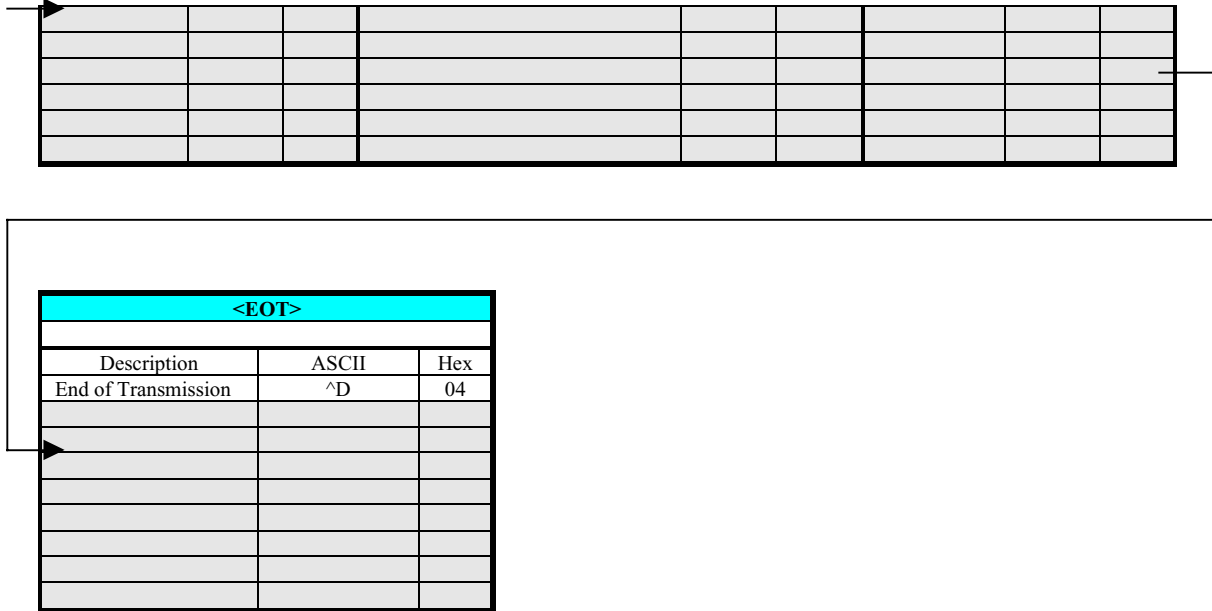 <EOT>
Description ASCII Hex
End of Transmission ^D 04